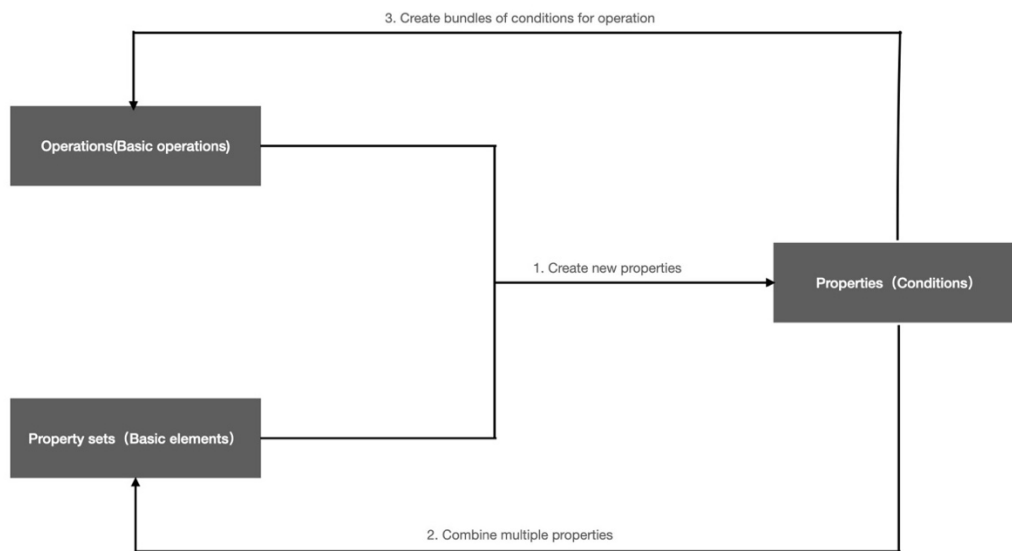 3. Create bundles of conditions for operation
Operations(Basic operations)
1. Create new properties
Properties（Conditions）
Property sets（Basic elements）
2. Combine multiple properties